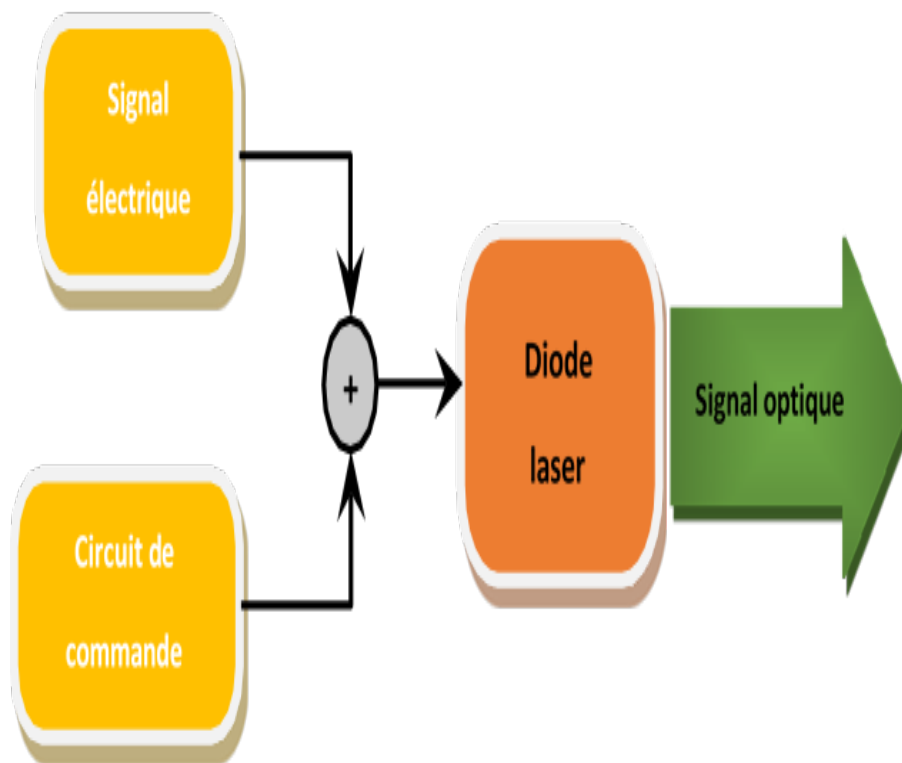 Signal
électrique
+
Diode
laser
Signal optique
Circuit de
commande